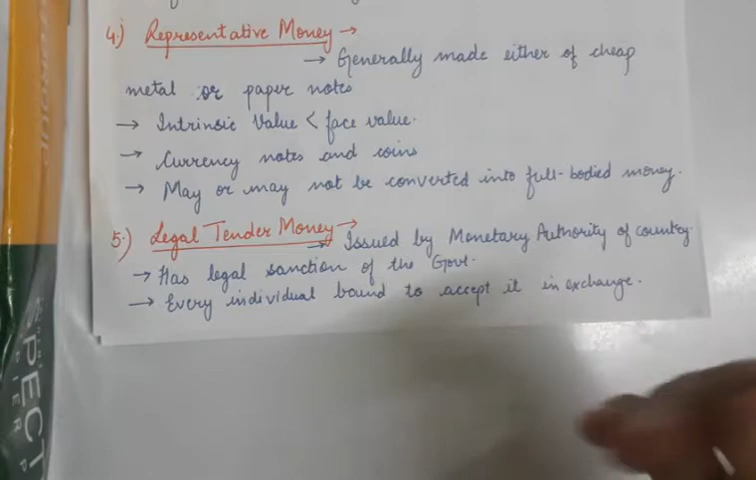 4.) Representative Money →
→ Generally made either of cheap
metal or paper notes
→ Intrinsic Value < face value.
→ Currency notes and coins
→ May or may not be converted into full-bodied money.
5.) Legal Tender Money →
→ Issued by Monetary Authority of country
→ Has legal sanction of the Govt.
→ Every individual bound to accept it in exchange.